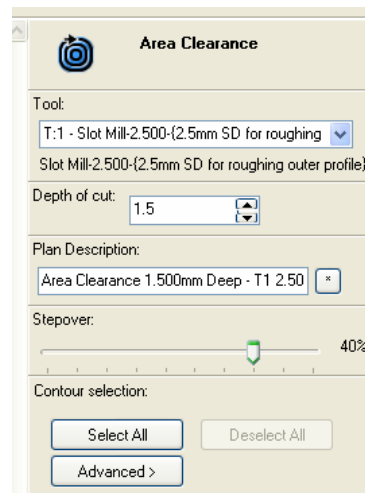 Area Clearance
Tool:
T:1 - Slot Mill-2.500-{2.5mm SD for roughing
Slot Mill-2.500-{2.5mm SD for roughing outer profile}
Depth of cut:
1.5
Plan Description:
Area Clearance 1.500mm Deep - T1 2.50
*
Stepover:
40%
Contour selection:
Select All
Deselect All
Advanced >